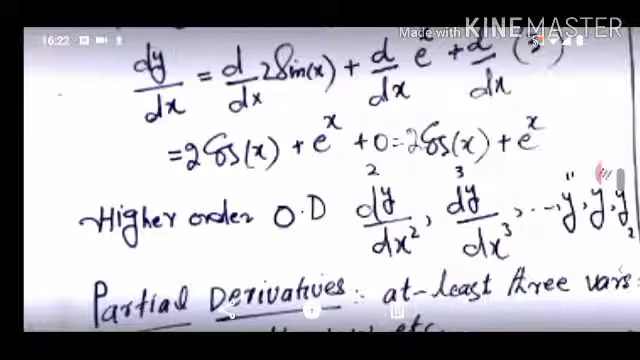 Made with KINEMASTER
16:22
dy/dx = d/dx 2Sin(x) + d/dx e + d/dx (3)
= 2Cos(x) + e^x + 0 = 2Cos(x) + e^x
Higher order O.D d²y/dx², d³y/dx³, ..., y'',
Partial Derivatives: at-least three vars: